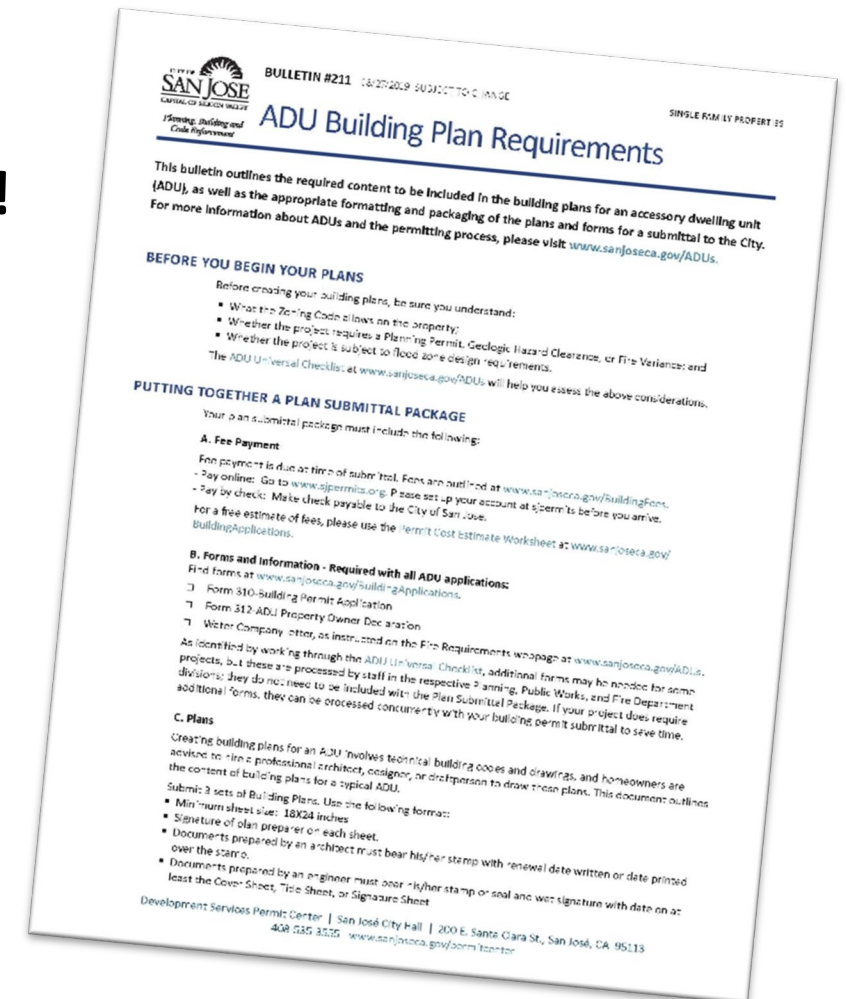 !
CITY OF
SAN JOSE
CAPITAL OF SILICON VALLEY
Planning, Building and
Code Enforcement
BULLETIN #211 08/27/2019 SUBJECT TO CHANGE
SINGLE FAMILY PROPERTIES
ADU Building Plan Requirements
This bulletin outlines the required content to be included in the building plans for an accessory dwelling unit
(ADU), as well as the appropriate formatting and packaging of the plans and forms for a submittal to the City.
For more information about ADUs and the permitting process, please visit www.sanjoseca.gov/ADUs.
BEFORE YOU BEGIN YOUR PLANS
Before creating your building plans, be sure you understand:
▪ What the Zoning Code allows on the property;
▪ Whether the project requires a Planning Permit, Geologic Hazard Clearance, or Fire Variance; and
▪ Whether the project is subject to flood zone design requirements.
The ADU Universal Checklist at www.sanjoseca.gov/ADUs will help you assess the above considerations.
PUTTING TOGETHER A PLAN SUBMITTAL PACKAGE
Your plan submittal package must include the following:
A. Fee Payment
Fee payment is due at time of submittal. Fees are outlined at www.sanjoseca.gov/BuildingFees.
- Pay online: Go to www.sjpermits.org. Please set up your account at sjpermits before you arrive.
- Pay by check: Make check payable to the City of San Jose.
For a free estimate of fees, please use the Permit Cost Estimate Worksheet at www.sanjoseca.gov/
BuildingApplications.
B. Forms and Information - Required with all ADU applications:
Find forms at www.sanjoseca.gov/BuildingApplications.
❑ Form 310-Building Permit Application
❑ Form 312-ADU Property Owner Declaration
❑ Water Company letter, as instructed on the Fire Requirements webpage at www.sanjoseca.gov/ADUs.
As identified by working through the ADU Universal Checklist, additional forms may be needed for some
projects, but these are processed by staff in the respective Planning, Public Works, and Fire Department
divisions; they do not need to be included with the Plan Submittal Package. If your project does require
additional forms, they can be processed concurrently with your building permit submittal to save time.
C. Plans
Creating building plans for an ADU involves technical building codes and drawings, and homeowners are
advised to hire a professional architect, designer, or draftperson to draw these plans. This document outlines
the content of building plans for a typical ADU.
Submit 3 sets of Building Plans. Use the following format:
▪ Minimum sheet size: 18X24 inches
▪ Signature of plan preparer on each sheet.
▪ Documents prepared by an architect must bear his/her stamp with renewal date written or date printed
over the stamp.
▪ Documents prepared by an engineer must bear his/her stamp or seal and wet signature with date on at
least the Cover Sheet, Title Sheet, or Signature Sheet
Development Services Permit Center | San José City Hall | 200 E. Santa Clara St., San José, CA 95113
408-535-3555 www.sanjoseca.gov/permitcenter